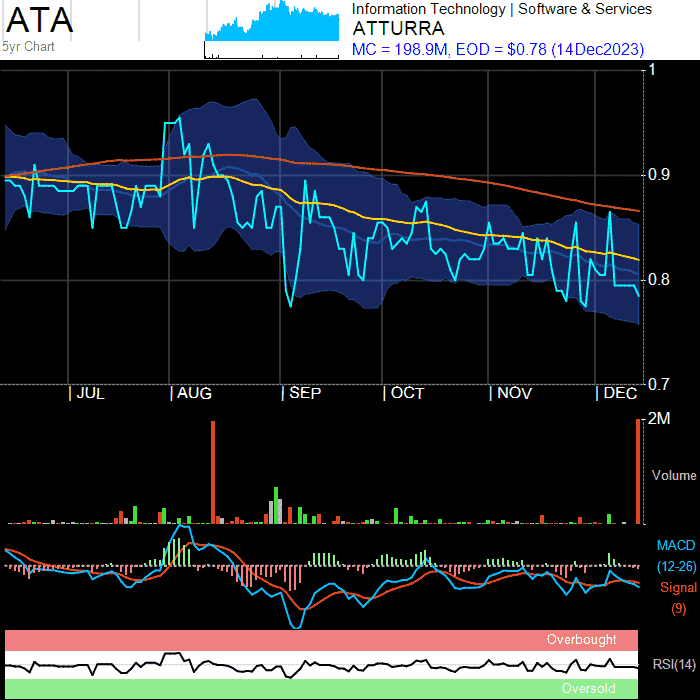 ATA
5yr Chart
Information Technology | Software & Services
ATTURRA
MC = 198.9M, EOD = $0.78 (14Dec2023)
1
0.9
0.8
0.7
| JUL | AUG | SEP | OCT | NOV | DEC
2M
Volume
MACD
(12-26)
Signal
(9)
Overbought
RSI(14)
Oversold